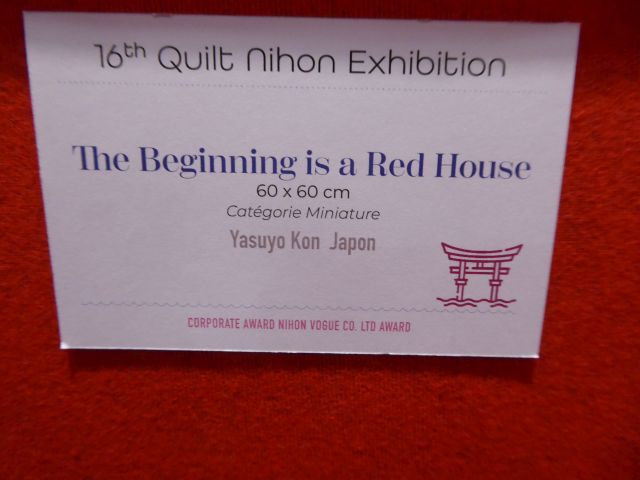 16th Quilt Nihon Exhibition
The Beginning is a Red House
60 x 60 cm
Catégorie Miniature
Yasuyo Kon Japon
CORPORATE AWARD NIHON VOGUE CO. LTD AWARD